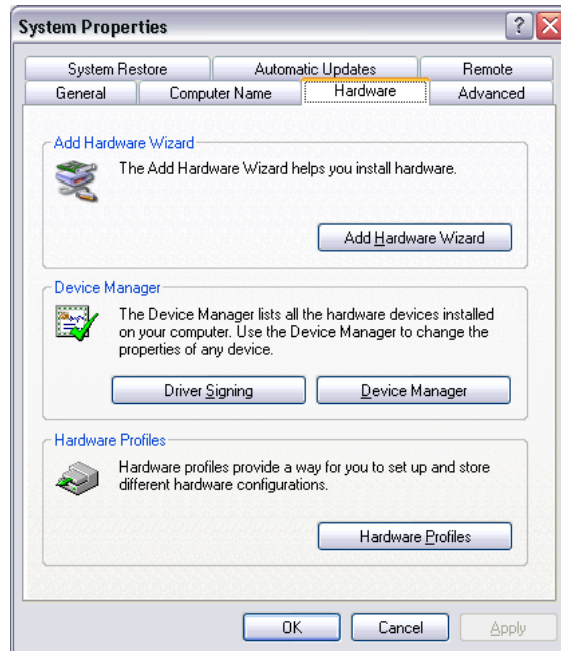 System Properties
System Restore
Automatic Updates
Remote
General
Computer Name
Hardware
Advanced
Add Hardware Wizard
The Add Hardware Wizard helps you install hardware.
Add Hardware Wizard
Device Manager
The Device Manager lists all the hardware devices installed
on your computer. Use the Device Manager to change the
properties of any device.
Driver Signing
Device Manager
Hardware Profiles
Hardware profiles provide a way for you to set up and store
different hardware configurations.
Hardware Profiles
OK
Cancel
Apply